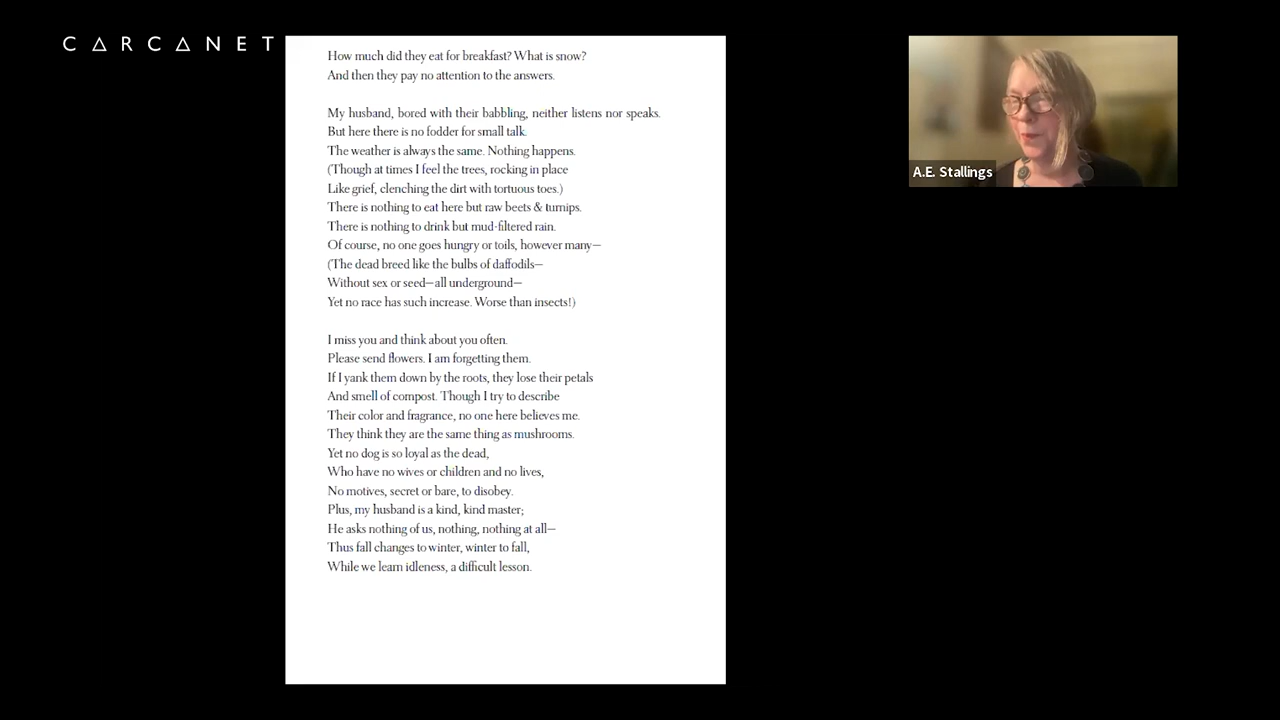 CARCANET
How much did they eat for breakfast? What is snow?
And then they pay no attention to the answers.
My husband, bored with their babbling, neither listens nor speaks.
But here there is no fodder for small talk.
The weather is always the same. Nothing happens.
(Though at times I feel the trees, rocking in place
Like grief, clenching the dirt with tortuous toes.)
There is nothing to eat here but raw beets & turnips.
There is nothing to drink but mud-filtered rain.
Of course, no one goes hungry or toils, however many—
(The dead breed like the bulbs of daffodils—
Without sex or seed—all underground—
Yet no race has such increase. Worse than insects!)
I miss you and think about you often.
Please send flowers. I am forgetting them.
If I yank them down by the roots, they lose their petals
And smell of compost. Though I try to describe
Their color and fragrance, no one here believes me.
They think they are the same thing as mushrooms.
Yet no dog is so loyal as the dead,
Who have no wives or children and no lives,
No motives, secret or bare, to disobey.
Plus, my husband is a kind, kind master;
He asks nothing of us, nothing, nothing at all—
Thus fall changes to winter, winter to fall,
While we learn idleness, a difficult lesson.
A.E. Stallings